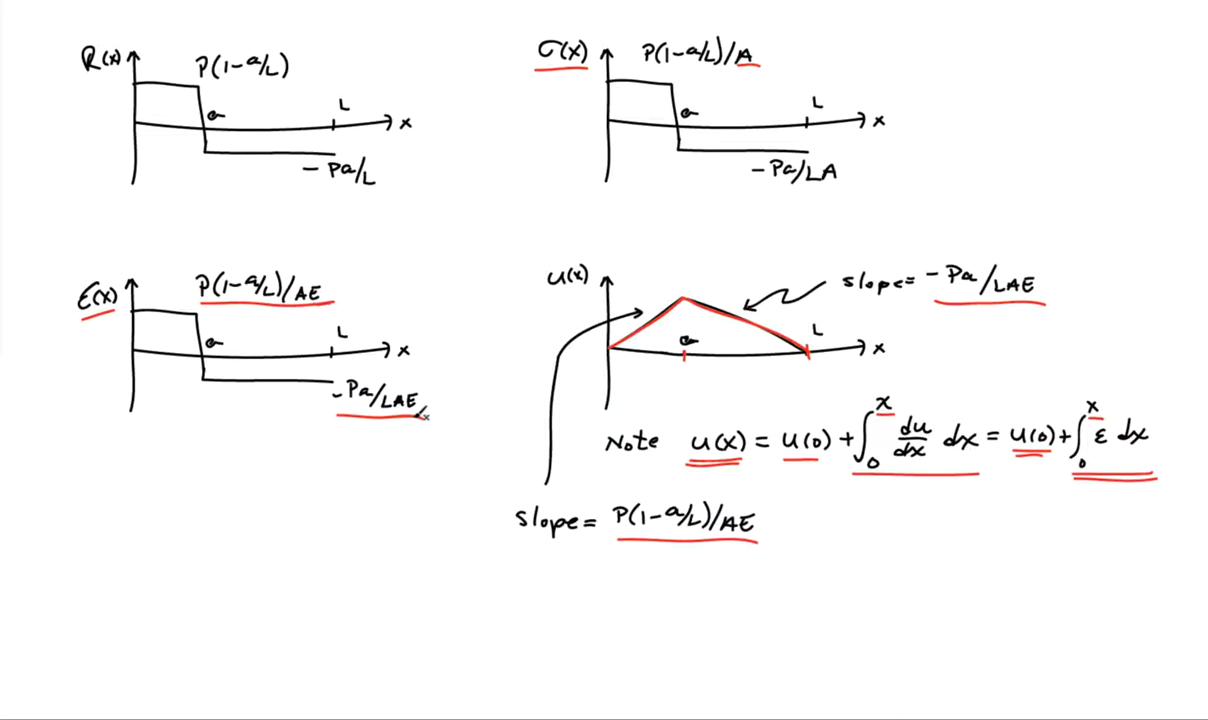 R(x) P(1-a/L)
a L x
- Pa/L
σ(x) P(1-a/L)/A
a L x
-Pa/LA
ε(x) P(1-a/L)/AE
a L x
-Pa/LAE
u(x) slope= -Pa/LAE
a L x
Note u(x) = u(0) + ∫₀ˣ du/dx dx = u(0) + ∫₀ˣ ε dx
slope= P(1-a/L)/AE